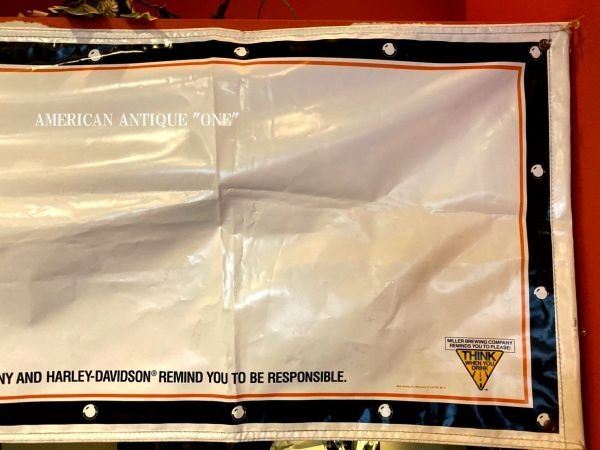 AMERICAN ANTIQUE "ONE"
NY AND HARLEY-DAVIDSON® REMIND YOU TO BE RESPONSIBLE.
MILLER BREWING COMPANY
REMINDS YOU TO PLEASE:
THINK
WHEN YOU
DRINK